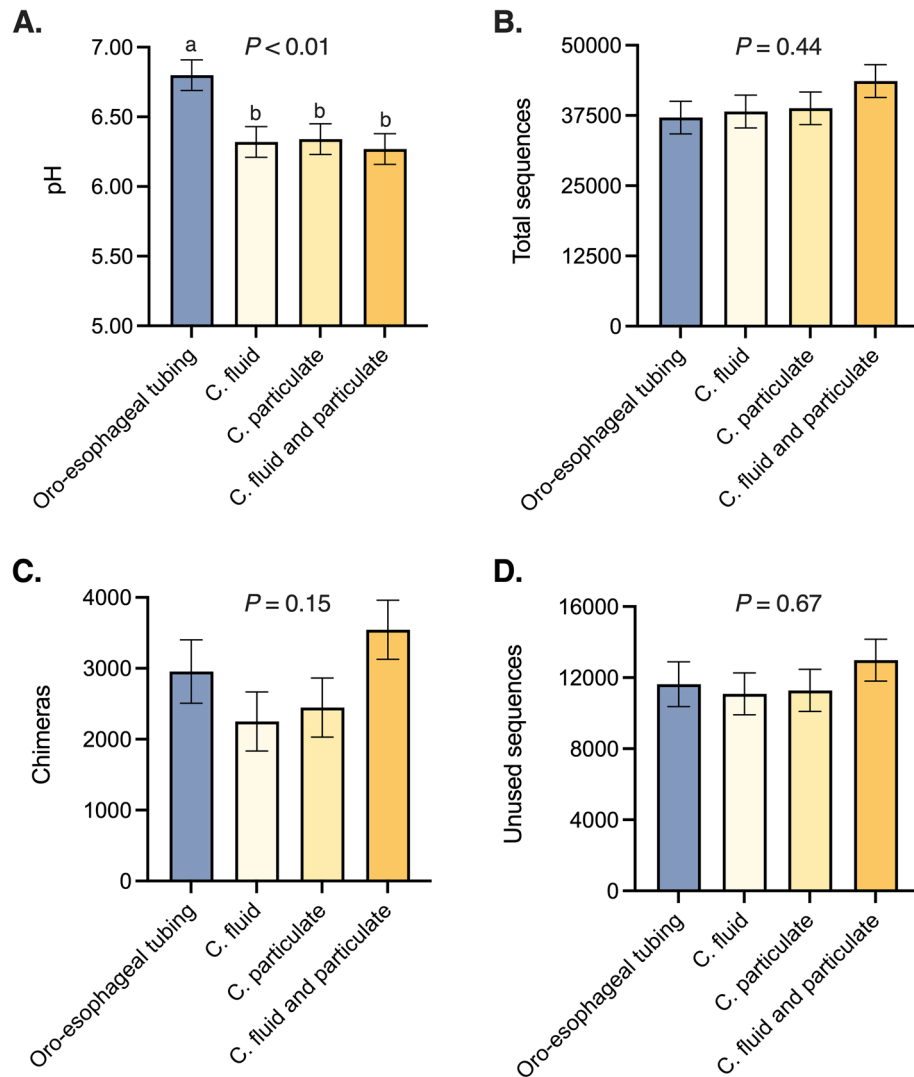 A.
P < 0.01
a
b
b
b
7.00
6.50
6.00
5.50
5.00
pH
Oro-esophageal tubing
C. fluid
C. particulate
C. fluid and particulate
B.
P = 0.44
50000
37500
25000
12500
0
Total sequences
Oro-esophageal tubing
C. fluid
C. particulate
C. fluid and particulate
C.
P = 0.15
4000
3000
2000
1000
0
Chimeras
Oro-esophageal tubing
C. fluid
C. particulate
C. fluid and particulate
D.
P = 0.67
16000
12000
8000
4000
0
Unused sequences
Oro-esophageal tubing
C. fluid
C. particulate
C. fluid and particulate